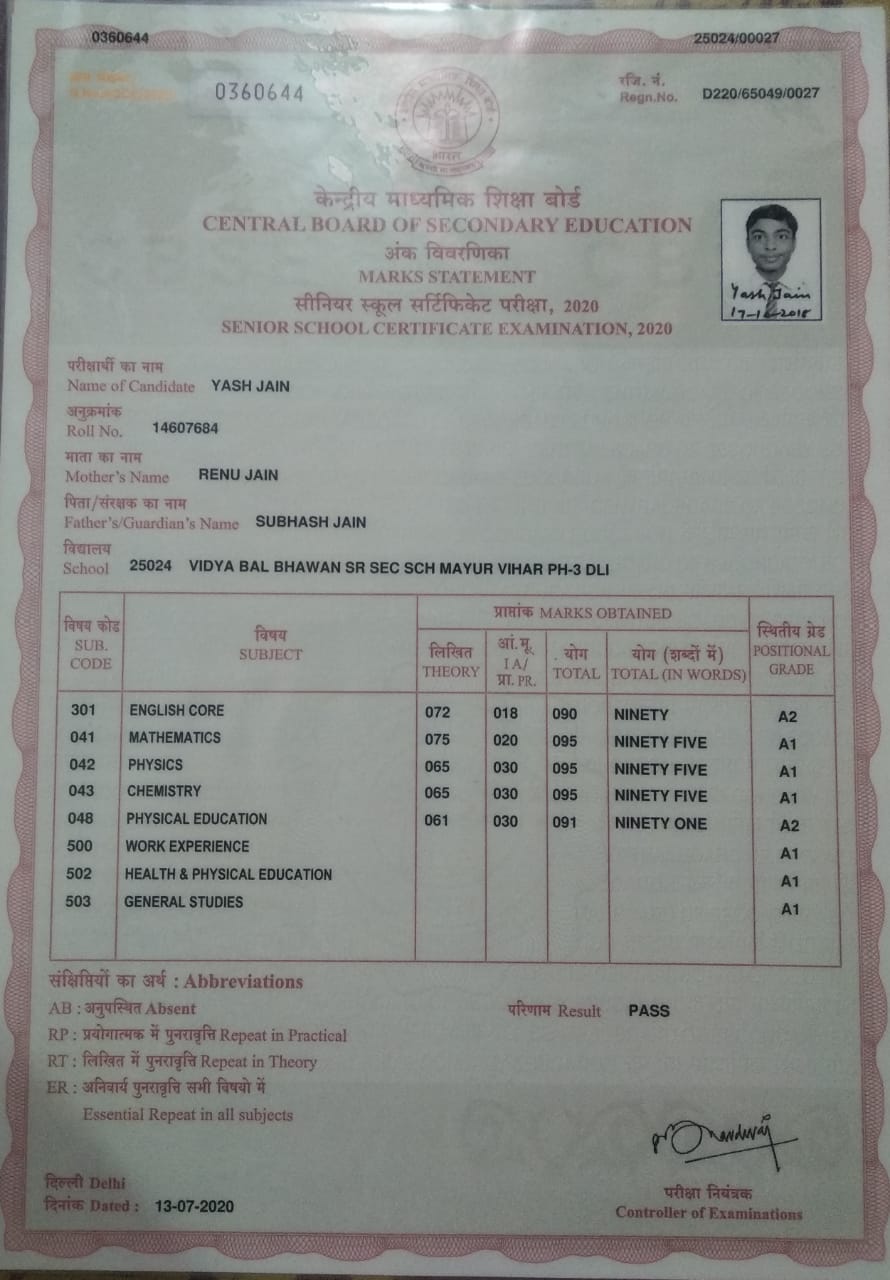 0360644 25024/00027
0360644
रजि. नं.
Regn.No. D220/65049/0027
भारत
केन्द्रीय माध्यमिक शिक्षा बोर्ड
CENTRAL BOARD OF SECONDARY EDUCATION
अंक विवरणिका
MARKS STATEMENT
सीनियर स्कूल सर्टिफिकेट परीक्षा, 2020
SENIOR SCHOOL CERTIFICATE EXAMINATION, 2020
Yash Jain
परीक्षार्थी का नाम
Name of Candidate YASH JAIN
अनुक्रमांक
Roll No. 14607684
माता का नाम
Mother's Name RENU JAIN
पिता/संरक्षक का नाम
Father's/Guardian's Name SUBHASH JAIN
विद्यालय
School 25024 VIDYA BAL BHAWAN SR SEC SCH MAYUR VIHAR PH-3 DLI
विषय कोड SUB. CODE विषय SUBJECT प्राप्तांक MARKS OBTAINED स्थितीय ग्रेड POSITIONAL GRADE
लिखित THEORY आं.मू. I A/ प्रा. PR. योग TOTAL योग (शब्दों में) TOTAL (IN WORDS)
301 ENGLISH CORE 072 018 090 NINETY A2
041 MATHEMATICS 075 020 095 NINETY FIVE A1
042 PHYSICS 065 030 095 NINETY FIVE A1
043 CHEMISTRY 065 030 095 NINETY FIVE A1
048 PHYSICAL EDUCATION 061 030 091 NINETY ONE A2
500 WORK EXPERIENCE A1
502 HEALTH & PHYSICAL EDUCATION A1
503 GENERAL STUDIES A1
संक्षिप्तियों का अर्थ : Abbreviations
AB : अनुपस्थित Absent
परिणाम Result PASS
RP : प्रयोगात्मक में पुनरावृत्ति Repeat in Practical
RT : लिखित में पुनरावृत्ति Repeat in Theory
ER : अनिवार्य पुनरावृत्ति सभी विषयो में
Essential Repeat in all subjects
दिल्ली Delhi
दिनांक Dated : 13-07-2020
परीक्षा नियंत्रक
Controller of Examinations